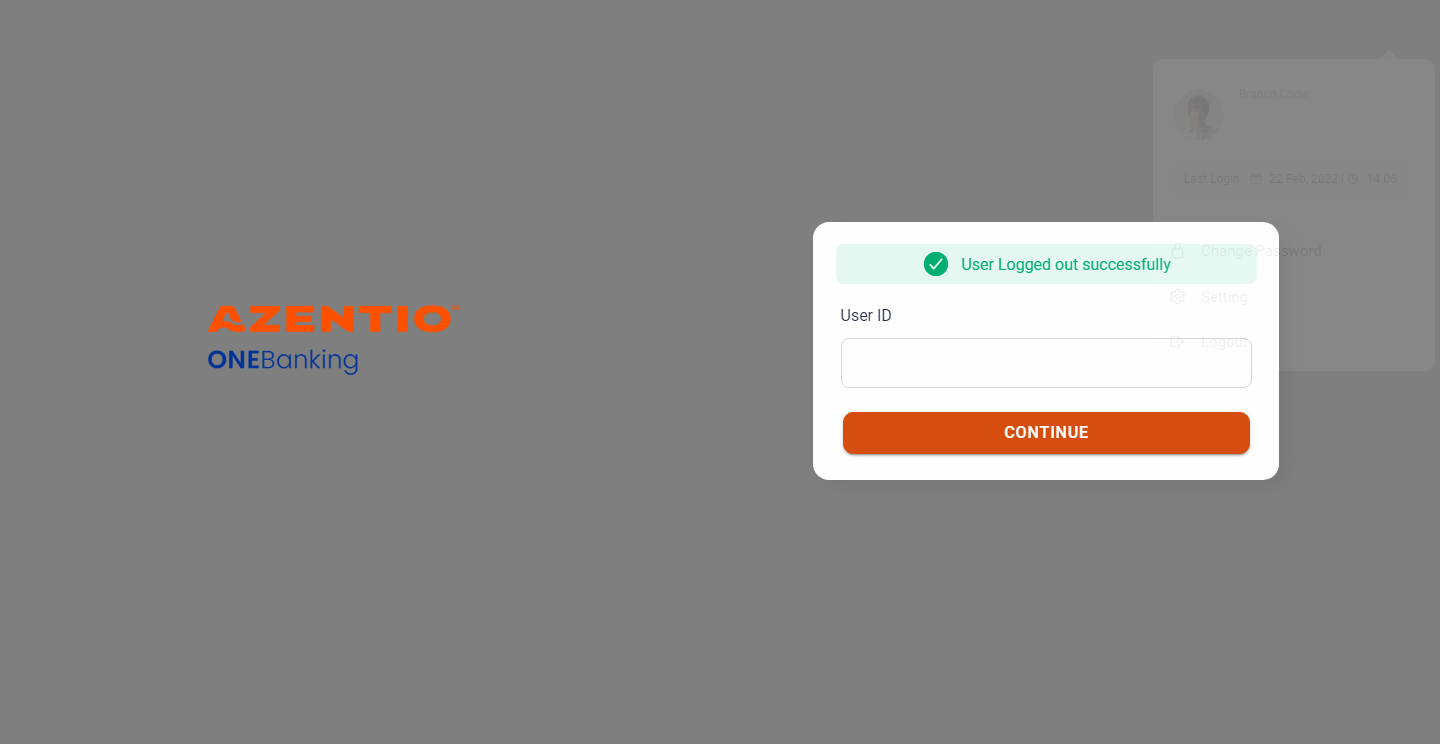 AZENTIO™
ONEBanking
Branch Code
Last Login 22 Feb, 2022 | 14:06
User Logged out successfully
Change Password
Setting
User ID
Logout
CONTINUE